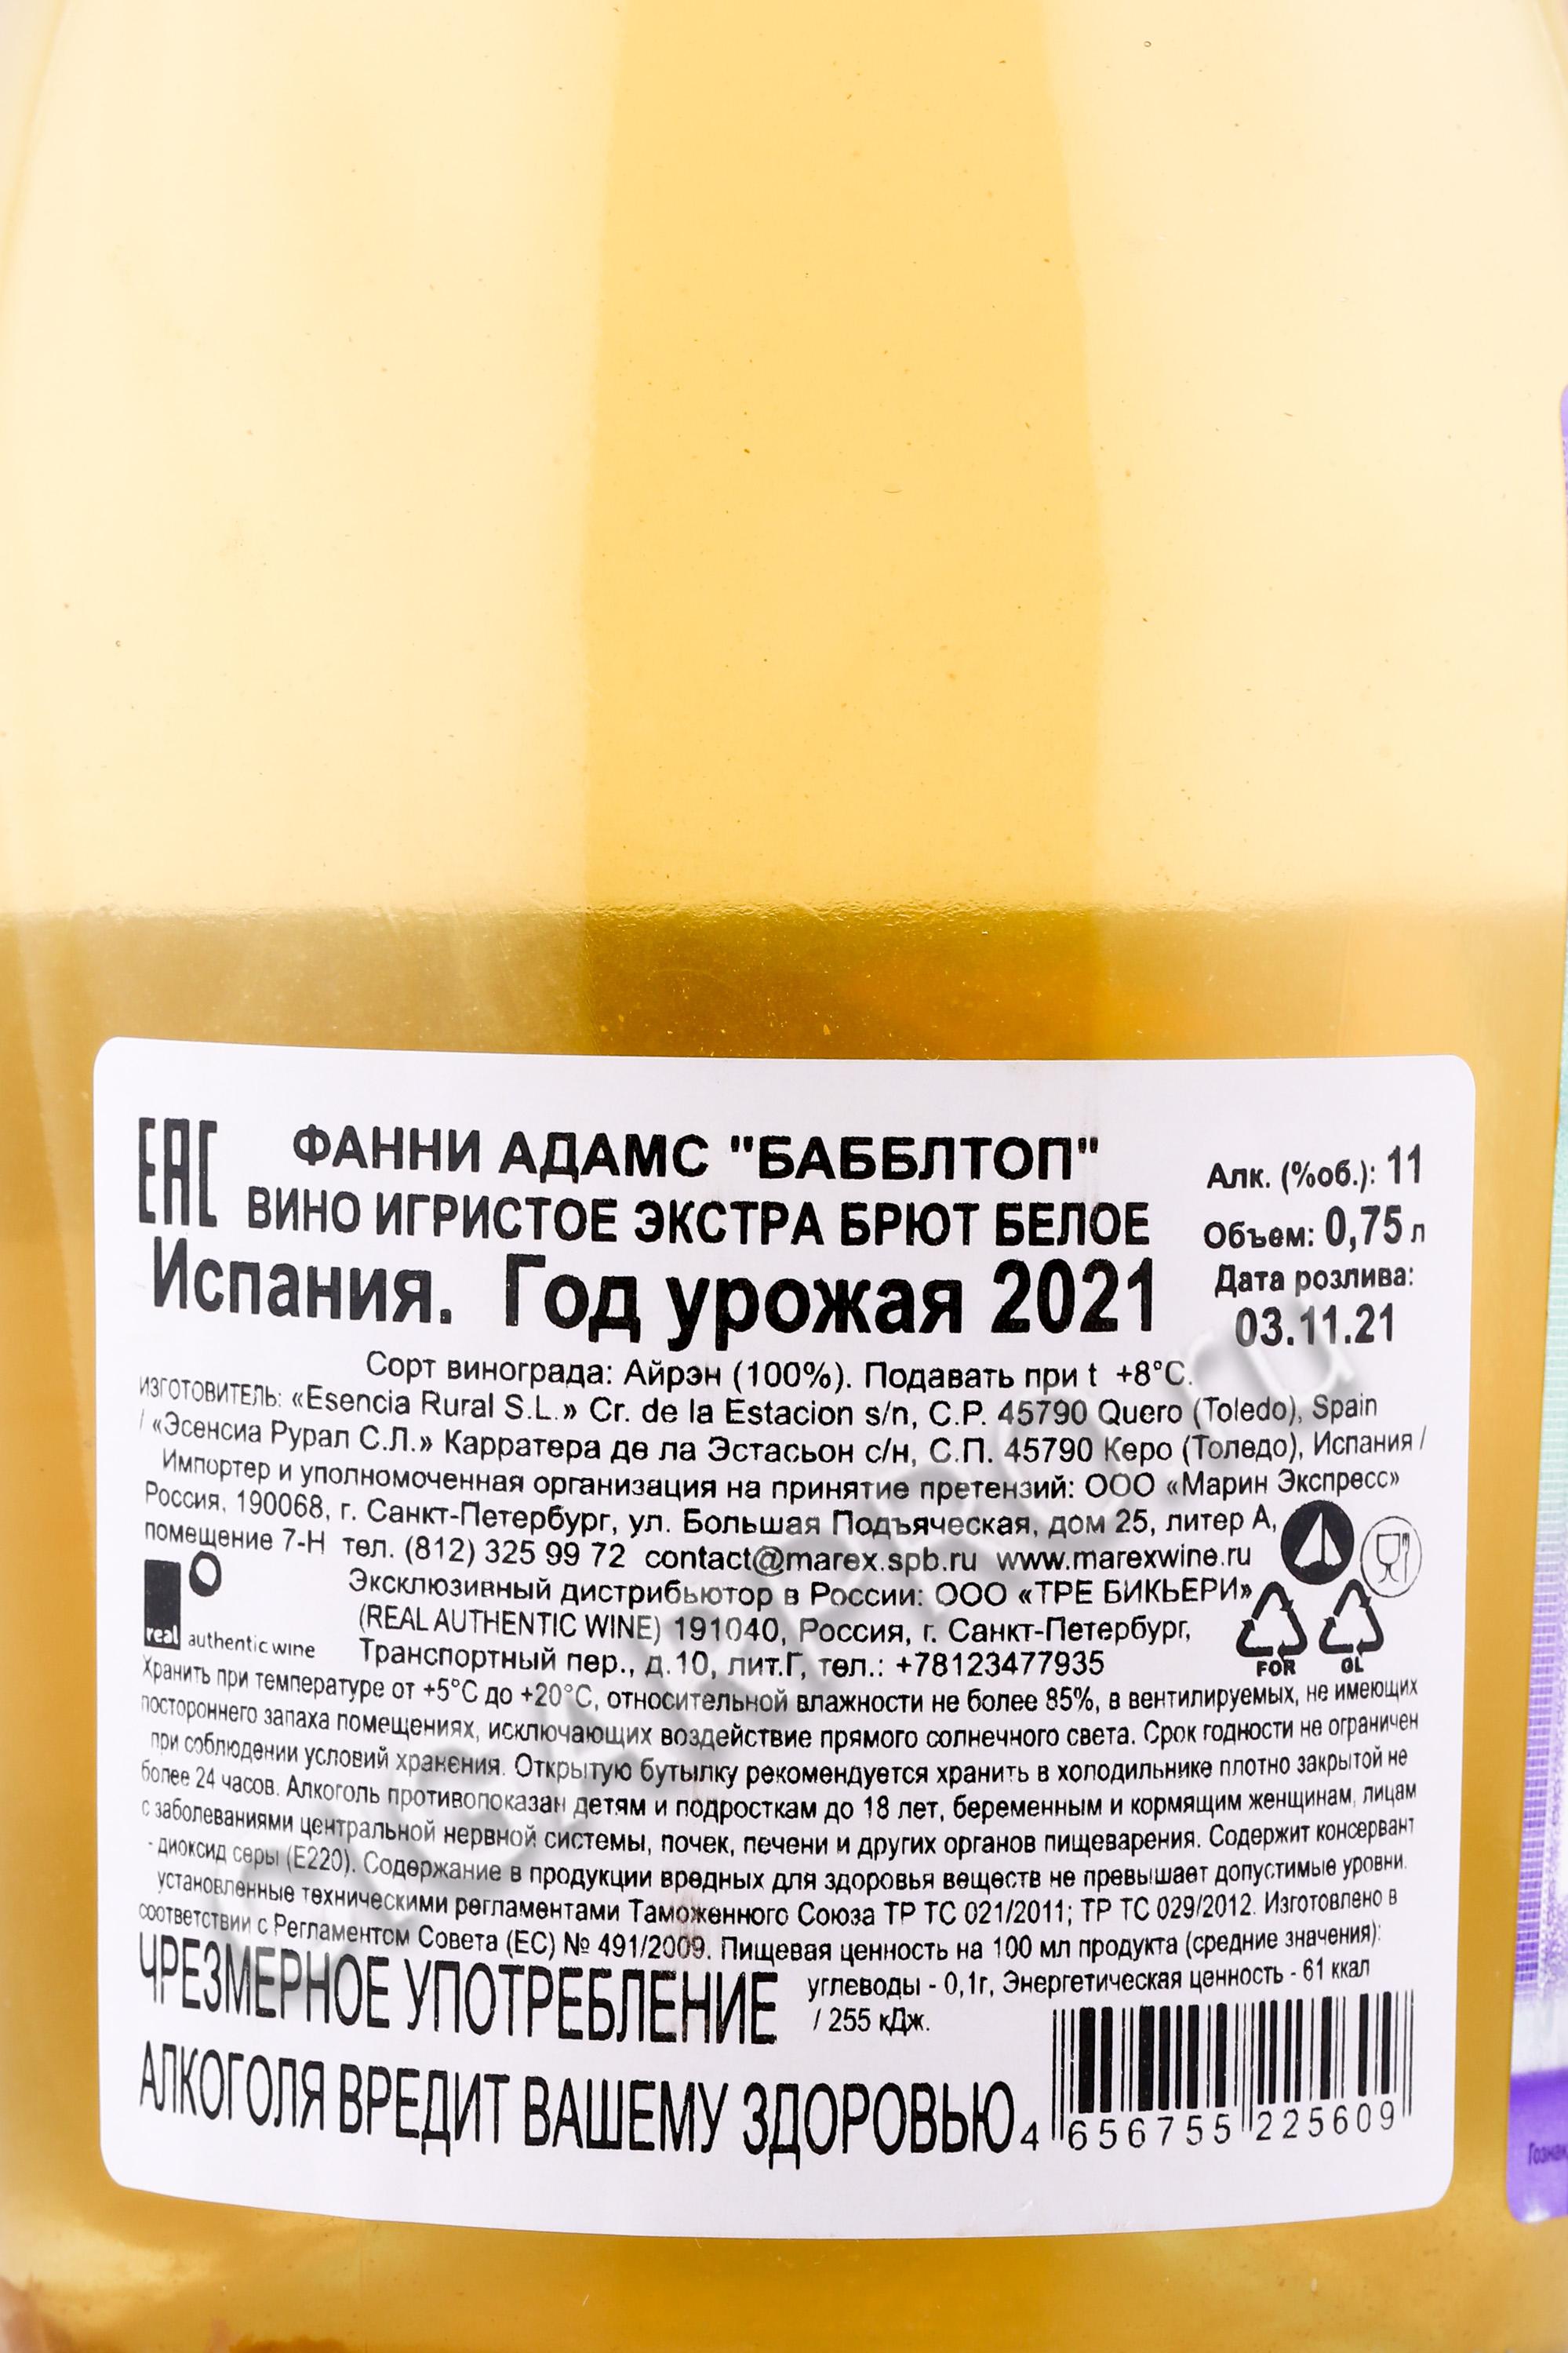 EAC
ФАННИ АДАМС "БАББЛТОП"
ВИНО ИГРИСТОЕ ЭКСТРА БРЮТ БЕЛОЕ
Испания. Год урожая 2021
Алк. (%об.): 11
Объем: 0,75 л
Дата розлива:
03.11.21
Сорт винограда: Айрэн (100%). Подавать при t +8°C.
ИЗГОТОВИТЕЛЬ: «Esencia Rural S.L.» Cr. de la Estacion s/n, C.P. 45790 Quero (Toledo), Spain
/ «Эсенсиа Рурал С.Л.» Карратера де ла Эстасьон с/н, С.П. 45790 Керо (Толедо), Испания /
Импортер и уполномоченная организация на принятие претензий: ООО «Марин Экспресс»
Россия, 190068, г. Санкт-Петербург, ул. Большая Подъяческая, дом 25, литер А,
помещение 7-Н тел. (812) 325 99 72 contact@marex.spb.ru www.marexwine.ru
Эксклюзивный дистрибьютор в России: ООО «ТРЕ БИКЬЕРИ»
(REAL AUTHENTIC WINE) 191040, Россия, г. Санкт-Петербург,
Транспортный пер., д.10, лит.Г, тел.: +78123477935
real authentic wine
FOR GL
Хранить при температуре от +5°C до +20°C, относительной влажности не более 85%, в вентилируемых, не имеющих
постороннего запаха помещениях, исключающих воздействие прямого солнечного света. Срок годности не ограничен
при соблюдении условий хранения. Открытую бутылку рекомендуется хранить в холодильнике плотно закрытой не
более 24 часов. Алкоголь противопоказан детям и подросткам до 18 лет, беременным и кормящим женщинам, лицам
с заболеваниями центральной нервной системы, почек, печени и других органов пищеварения. Содержит консервант
- диоксид серы (E220). Содержание в продукции вредных для здоровья веществ не превышает допустимые уровни,
установленные техническими регламентами Таможенного Союза ТР ТС 021/2011; ТР ТС 029/2012. Изготовлено в
соответствии с Регламентом Совета (ЕС) № 491/2009. Пищевая ценность на 100 мл продукта (средние значения):
углеводы - 0,1г, Энергетическая ценность - 61 ккал
/ 255 кДж.
ЧРЕЗМЕРНОЕ УПОТРЕБЛЕНИЕ
АЛКОГОЛЯ ВРЕДИТ ВАШЕМУ ЗДОРОВЬЮ
4 656755 225609